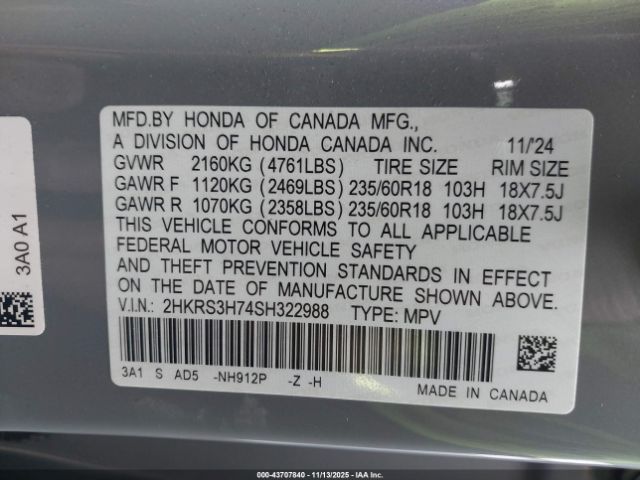 MFD.BY HONDA OF CANADA MFG.,
A DIVISION OF HONDA CANADA INC. 11/'24
GVWR 2160KG (4761LBS) TIRE SIZE RIM SIZE
GAWR F 1120KG (2469LBS) 235/60R18 103H 18X7.5J
GAWR R 1070KG (2358LBS) 235/60R18 103H 18X7.5J
THIS VEHICLE CONFORMS TO ALL APPLICABLE
FEDERAL MOTOR VEHICLE SAFETY
AND THEFT PREVENTION STANDARDS IN EFFECT
ON THE DATE OF MANUFACTURE SHOWN ABOVE.
V.I.N.: 2HKRS3H74SH322988 TYPE: MPV
3A1 S AD5 -NH912P -Z -H
MADE IN CANADA
3A0 A1
000-43707840 - 11/13/2025 - IAA Inc.